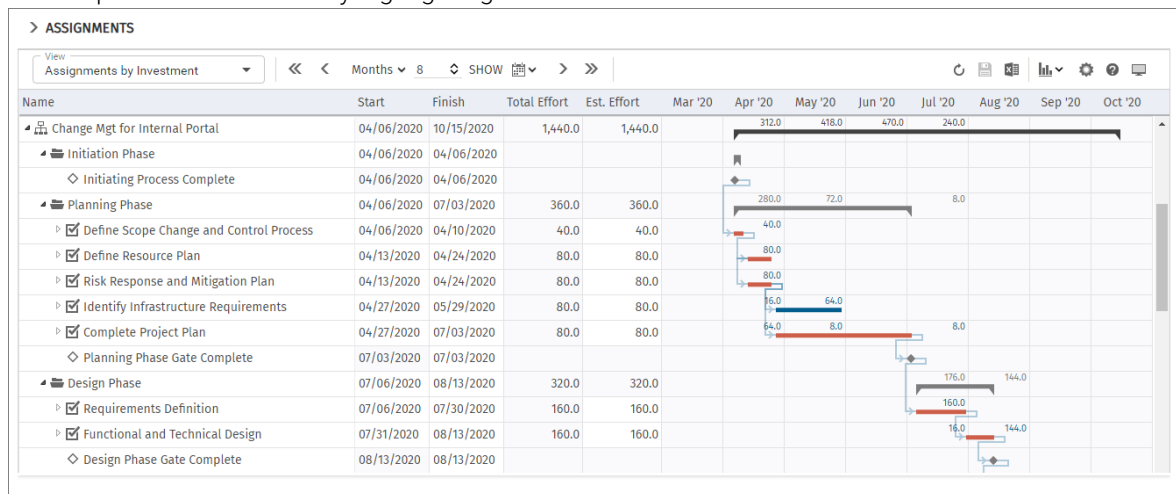 ASSIGNMENTS
View
Assignments by Investment
Months 8 SHOW
Name Start Finish Total Effort Est. Effort Mar '20 Apr '20 May '20 Jun '20 Jul '20 Aug '20 Sep '20 Oct '20
Change Mgt for Internal Portal 04/06/2020 10/15/2020 1,440.0 1,440.0 312.0 418.0 470.0 240.0
Initiation Phase 04/06/2020 04/06/2020
Initiating Process Complete 04/06/2020 04/06/2020
Planning Phase 04/06/2020 07/03/2020 360.0 360.0 280.0 72.0 8.0
Define Scope Change and Control Process 04/06/2020 04/10/2020 40.0 40.0 40.0
Define Resource Plan 04/13/2020 04/24/2020 80.0 80.0 80.0
Risk Response and Mitigation Plan 04/13/2020 04/24/2020 80.0 80.0 80.0
Identify Infrastructure Requirements 04/27/2020 05/29/2020 80.0 80.0 16.0 64.0
Complete Project Plan 04/27/2020 07/03/2020 80.0 80.0 64.0 8.0 8.0
Planning Phase Gate Complete 07/03/2020 07/03/2020
Design Phase 07/06/2020 08/13/2020 320.0 320.0 176.0 144.0
Requirements Definition 07/06/2020 07/30/2020 160.0 160.0 160.0
Functional and Technical Design 07/31/2020 08/13/2020 160.0 160.0 16.0 144.0
Design Phase Gate Complete 08/13/2020 08/13/2020